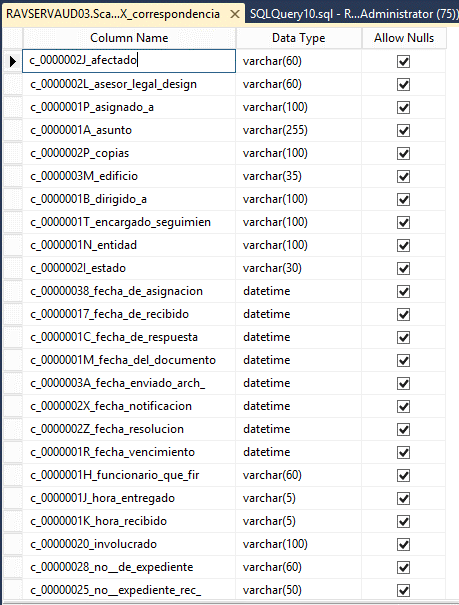 RAVSERVAUD03.Sca...X_correspondencia SQLQuery10.sql - R...Administrator (75))
Column Name Data Type Allow Nulls
c_0000002J_afectado varchar(60)
c_0000002L_asesor_legal_design varchar(60)
c_0000001P_asignado_a varchar(100)
c_0000001A_asunto varchar(255)
c_0000002P_copias varchar(100)
c_0000003M_edificio varchar(35)
c_0000001B_dirigido_a varchar(100)
c_0000001T_encargado_seguimien varchar(100)
c_0000001N_entidad varchar(100)
c_0000002I_estado varchar(30)
c_00000038_fecha_de_asignacion datetime
c_00000017_fecha_de_recibido datetime
c_0000001C_fecha_de_respuesta datetime
c_0000001M_fecha_del_documento datetime
c_0000003A_fecha_enviado_arch_ datetime
c_0000002X_fecha_notificacion datetime
c_0000002Z_fecha_resolucion datetime
c_0000001R_fecha_vencimiento datetime
c_0000001H_funcionario_que_fir varchar(60)
c_0000001J_hora_entregado varchar(5)
c_0000001K_hora_recibido varchar(5)
c_00000020_involucrado varchar(100)
c_00000028_no__de_expediente varchar(60)
c_00000025_no__expediente_rec_ varchar(50)